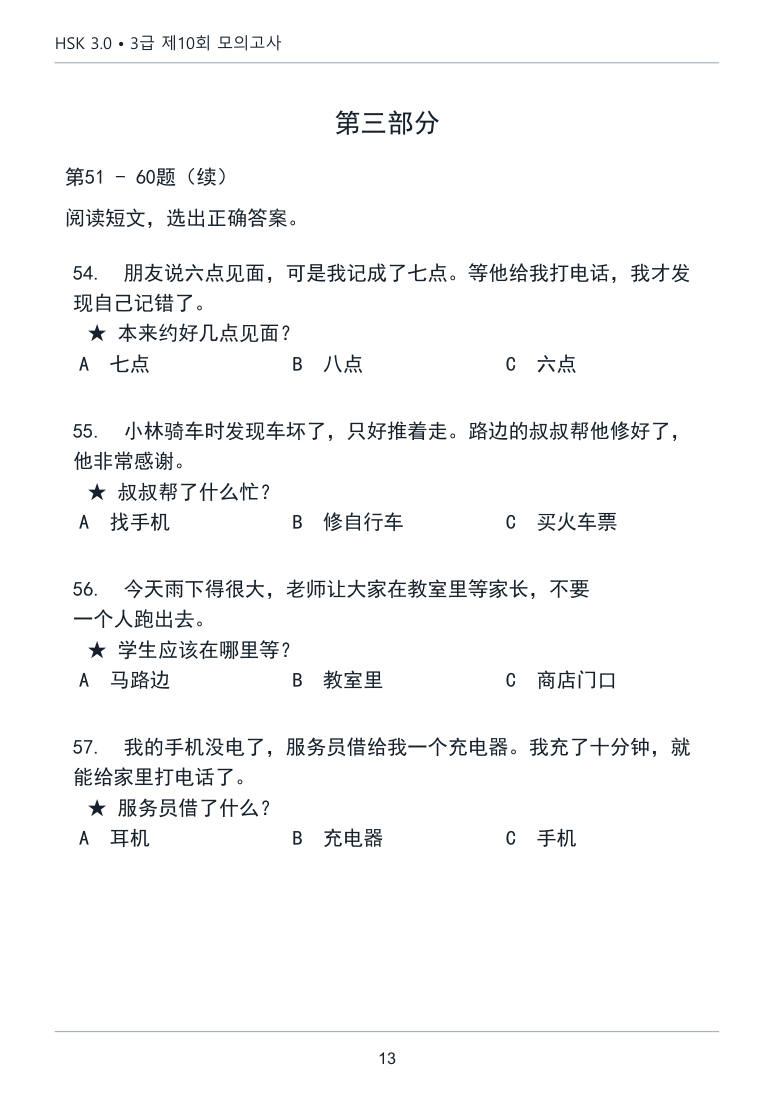 HSK 3.0 • 3급 제10회 모의고사
第三部分
第51 - 60题（续）
阅读短文，选出正确答案。
54. 朋友说六点见面，可是我记成了七点。等他给我打电话，我才发
现自己记错了。
★ 本来约好几点见面？
A 七点 B 八点 C 六点
55. 小林骑车时发现车坏了，只好推着走。路边的叔叔帮他修好了，
他非常感谢。
★ 叔叔帮了什么忙？
A 找手机 B 修自行车 C 买火车票
56. 今天雨下得很大，老师让大家在教室里等家长，不要
一个人跑出去。
★ 学生应该在哪里等？
A 马路边 B 教室里 C 商店门口
57. 我的手机没电了，服务员借给我一个充电器。我充了十分钟，就
能给家里打电话了。
★ 服务员借了什么？
A 耳机 B 充电器 C 手机
13